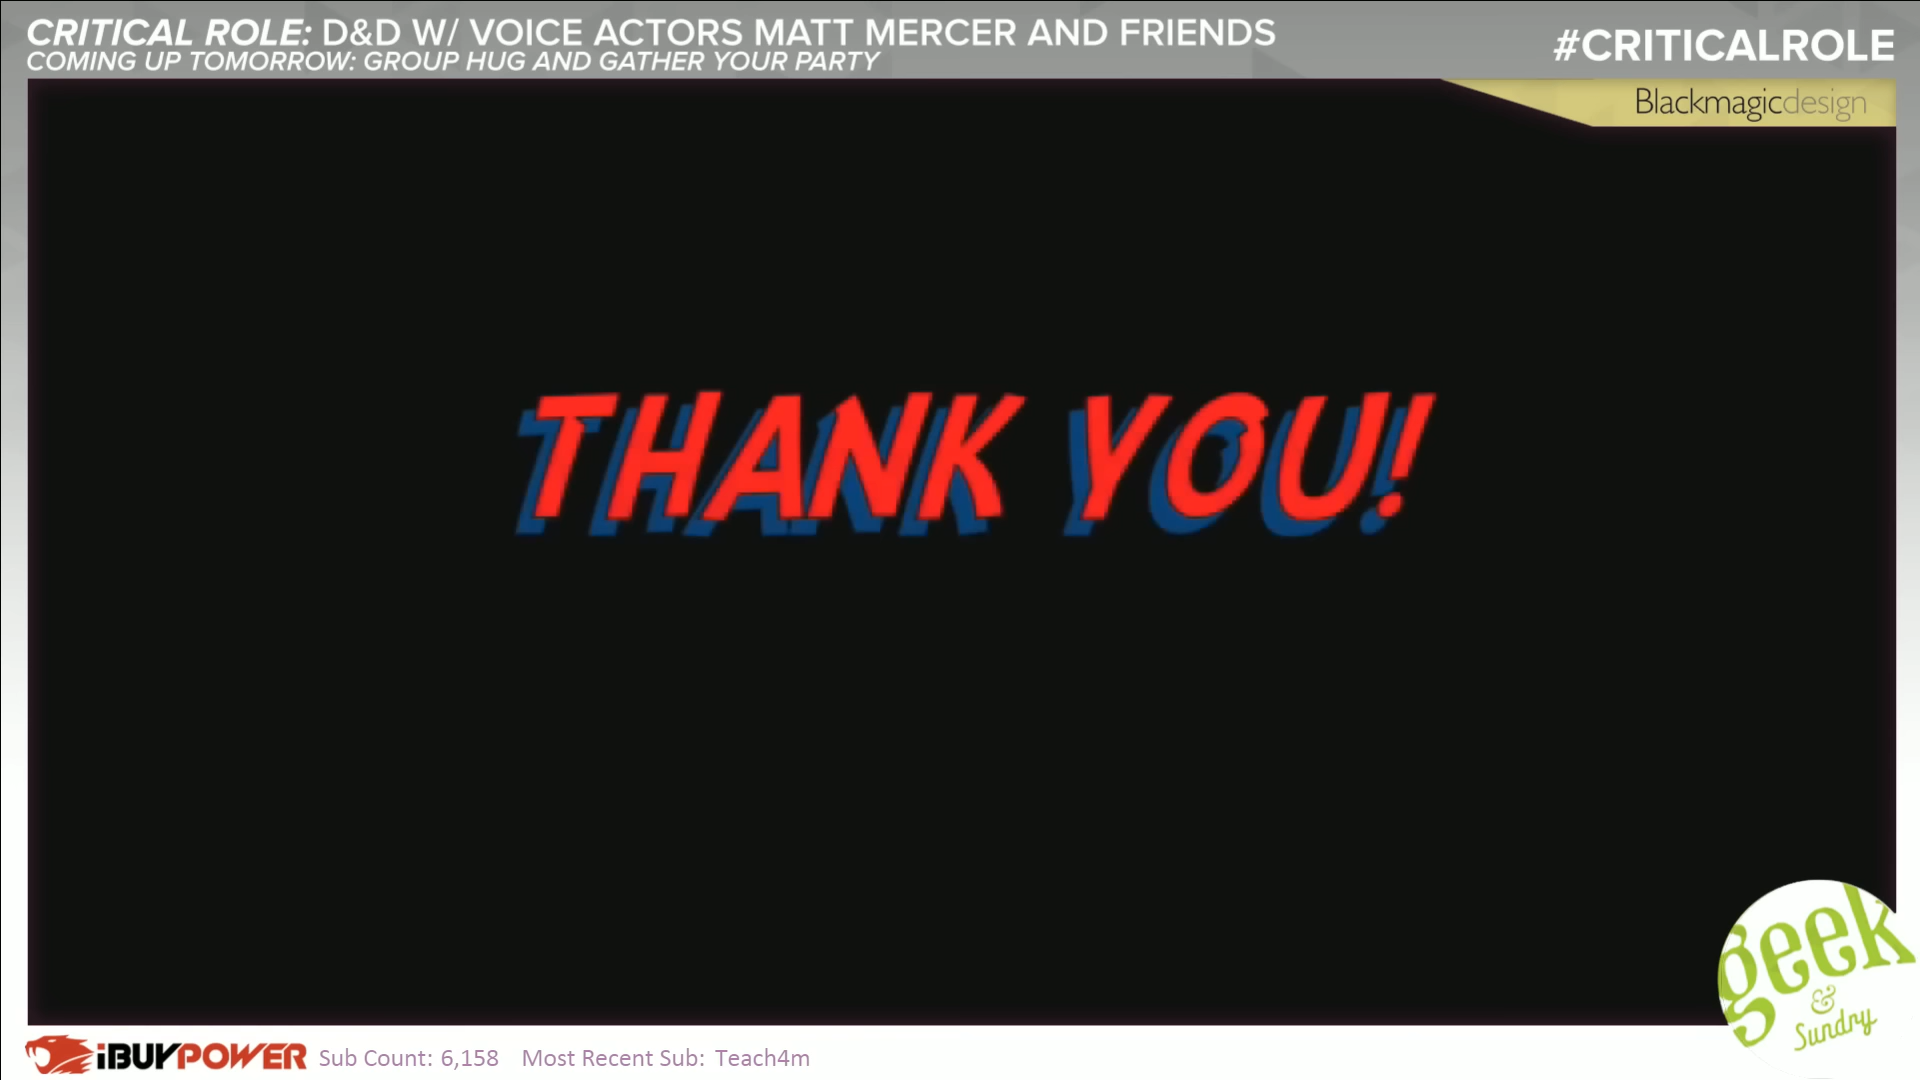 CRITICAL ROLE: D&D W/ VOICE ACTORS MATT MERCER AND FRIENDS
#CRITICALROLE
COMING UP TOMORROW: GROUP HUG AND GATHER YOUR PARTY
Blackmagicdesign
THANK YOU!
geek
&
Sundry
iBUYPOWER Sub Count: 6,158 Most Recent Sub: Teach4m